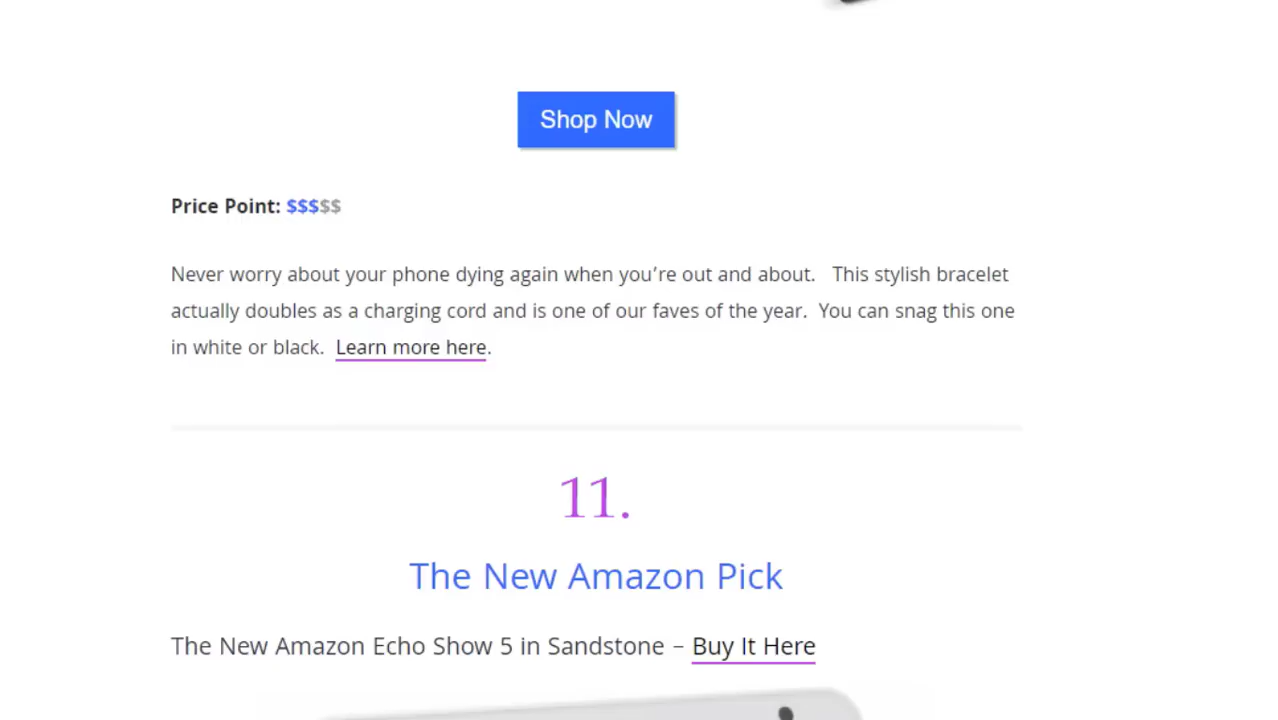 Shop Now
Price Point: $$$$$
Never worry about your phone dying again when you’re out and about.   This stylish bracelet
actually doubles as a charging cord and is one of our faves of the year.  You can snag this one
in white or black.  Learn more here.
11.
The New Amazon Pick
The New Amazon Echo Show 5 in Sandstone – Buy It Here